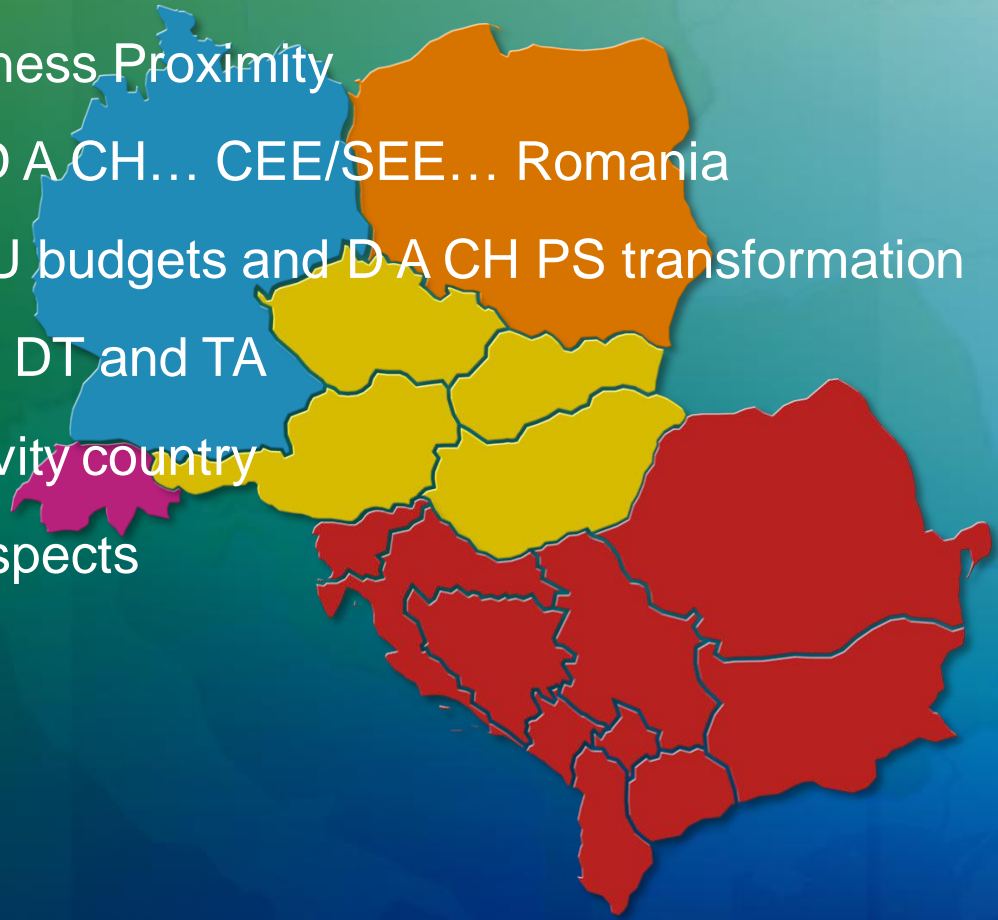 ness Proximity
D A CH… CEE/SEE… Romania
U budgets and D A CH PS transformation
DT and TA
vity country
spects